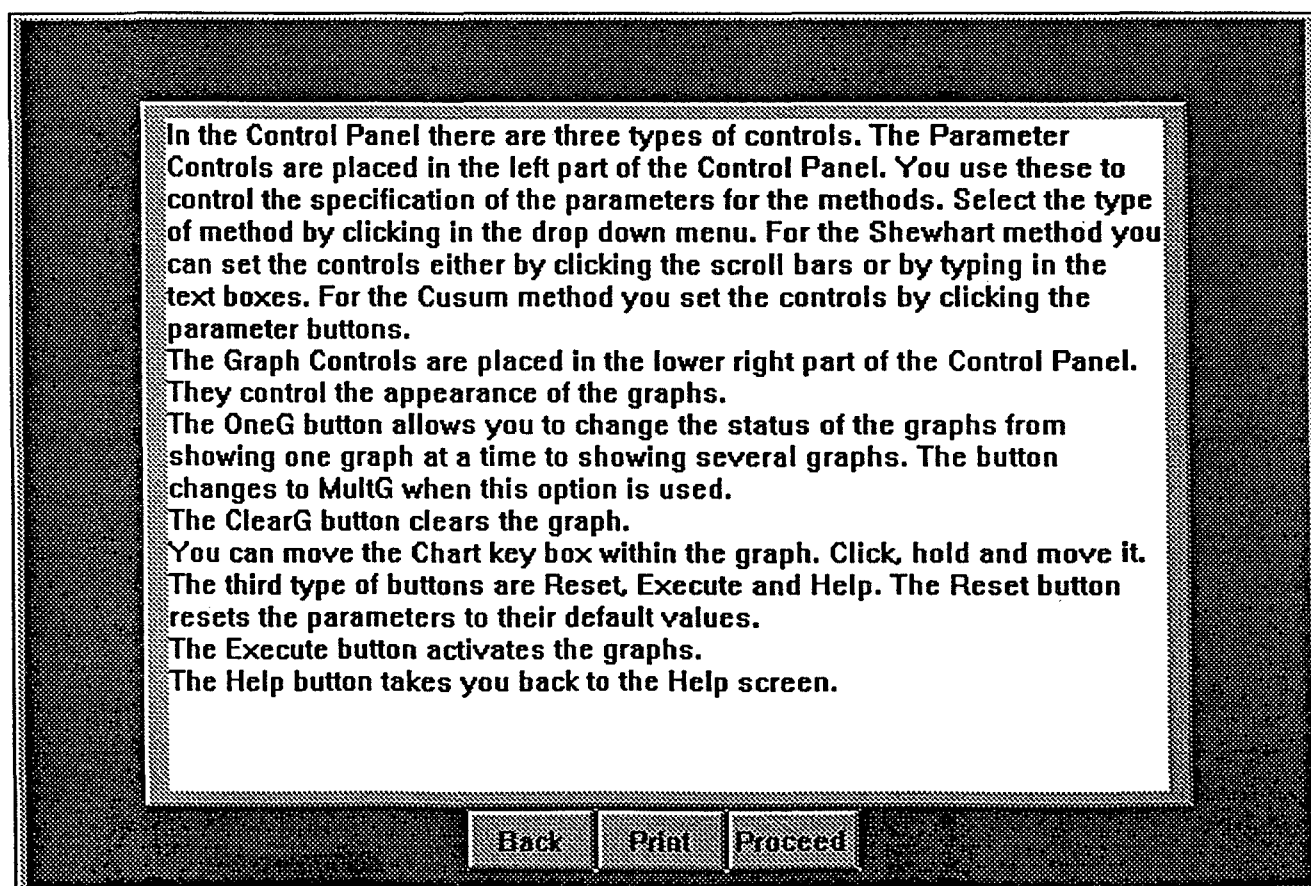 In the Control Panel there are three types of controls. The Parameter
Controls are placed in the left part of the Control Panel. You use these to
control the specification of the parameters for the methods. Select the type
of method by clicking in the drop down menu. For the Shewhart method you
can set the controls either by clicking the scroll bars or by typing in the
text boxes. For the Cusum method you set the controls by clicking the
parameter buttons.
The Graph Controls are placed in the lower right part of the Control Panel.
They control the appearance of the graphs.
The OneG button allows you to change the status of the graphs from
showing one graph at a time to showing several graphs. The button
changes to MultG when this option is used.
The ClearG button clears the graph.
You can move the Chart key box within the graph. Click, hold and move it.
The third type of buttons are Reset, Execute and Help. The Reset button
resets the parameters to their default values.
The Execute button activates the graphs.
The Help button takes you back to the Help screen.
Back Print Proceed